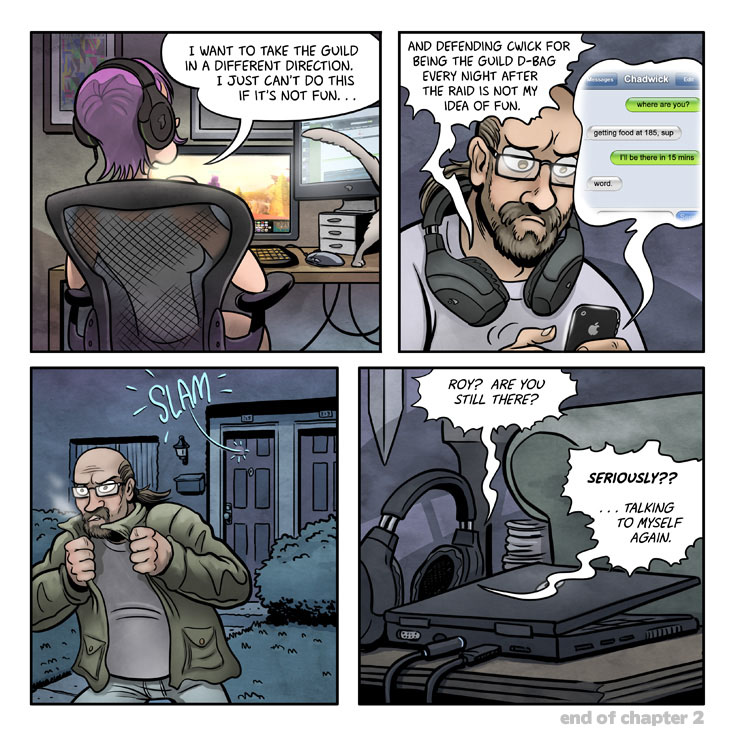 I WANT TO TAKE THE GUILD
IN A DIFFERENT DIRECTION.
I JUST CAN'T DO THIS
IF IT'S NOT FUN. . .
AND DEFENDING CWICK FOR
BEING THE GUILD D-BAG
EVERY NIGHT AFTER
THE RAID IS NOT MY
IDEA OF FUN.
Messages Chadwick Edit
where are you?
getting food at 185, sup
I'll be there in 15 mins
word.
SLAM
ROY? ARE YOU
STILL THERE?
SERIOUSLY??
. . . TALKING
TO MYSELF
AGAIN.
end of chapter 2